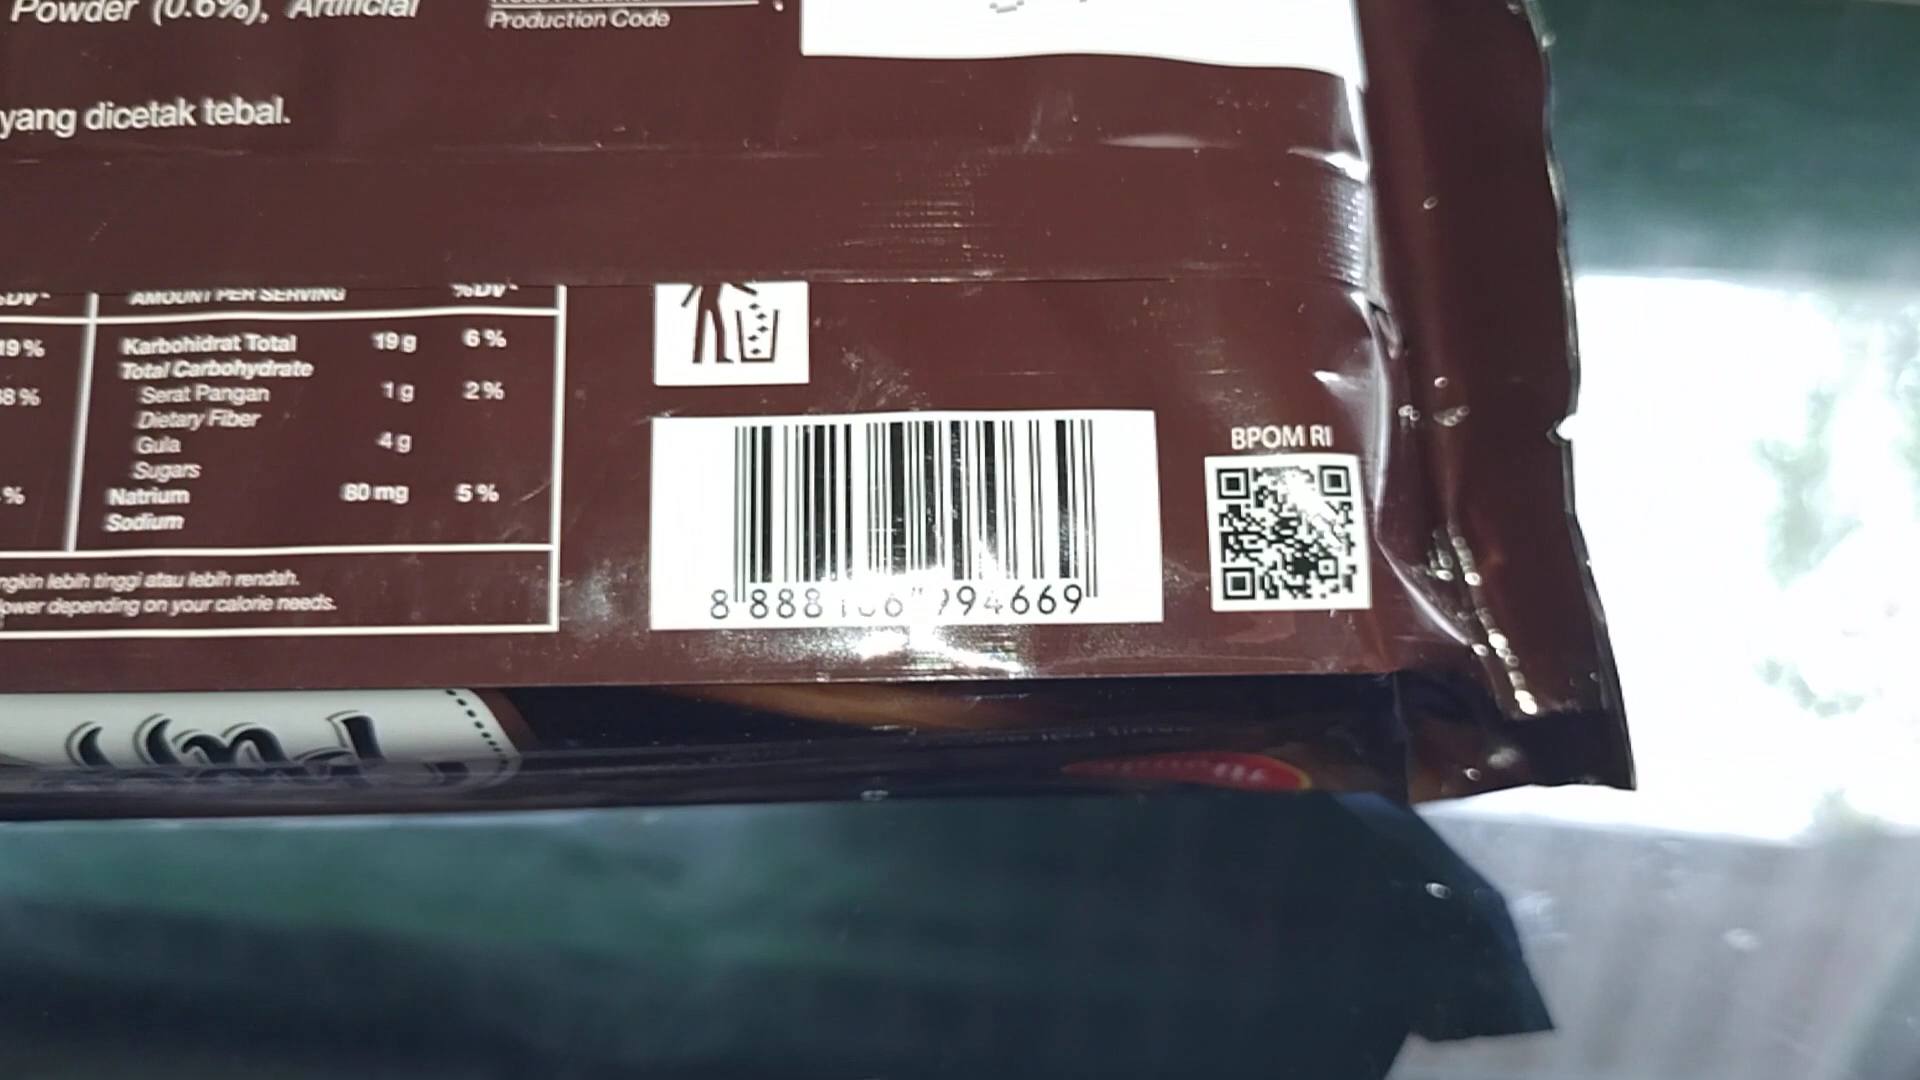 Powder (0.6%), Artificial
Production Code
yang dicetak tebal.
%DV*
AMOUNT PER SERVING %DV*
19% Karbohidrat Total 19 g 6 %
Total Carbohydrate
8 % Serat Pangan 1 g 2 %
Dietary Fiber
Gula 4 g
Sugars
% Natrium 80 mg 5 %
Sodium
ngkin lebih tinggi atau lebih rendah.
ower depending on your calorie needs.
BPOM RI